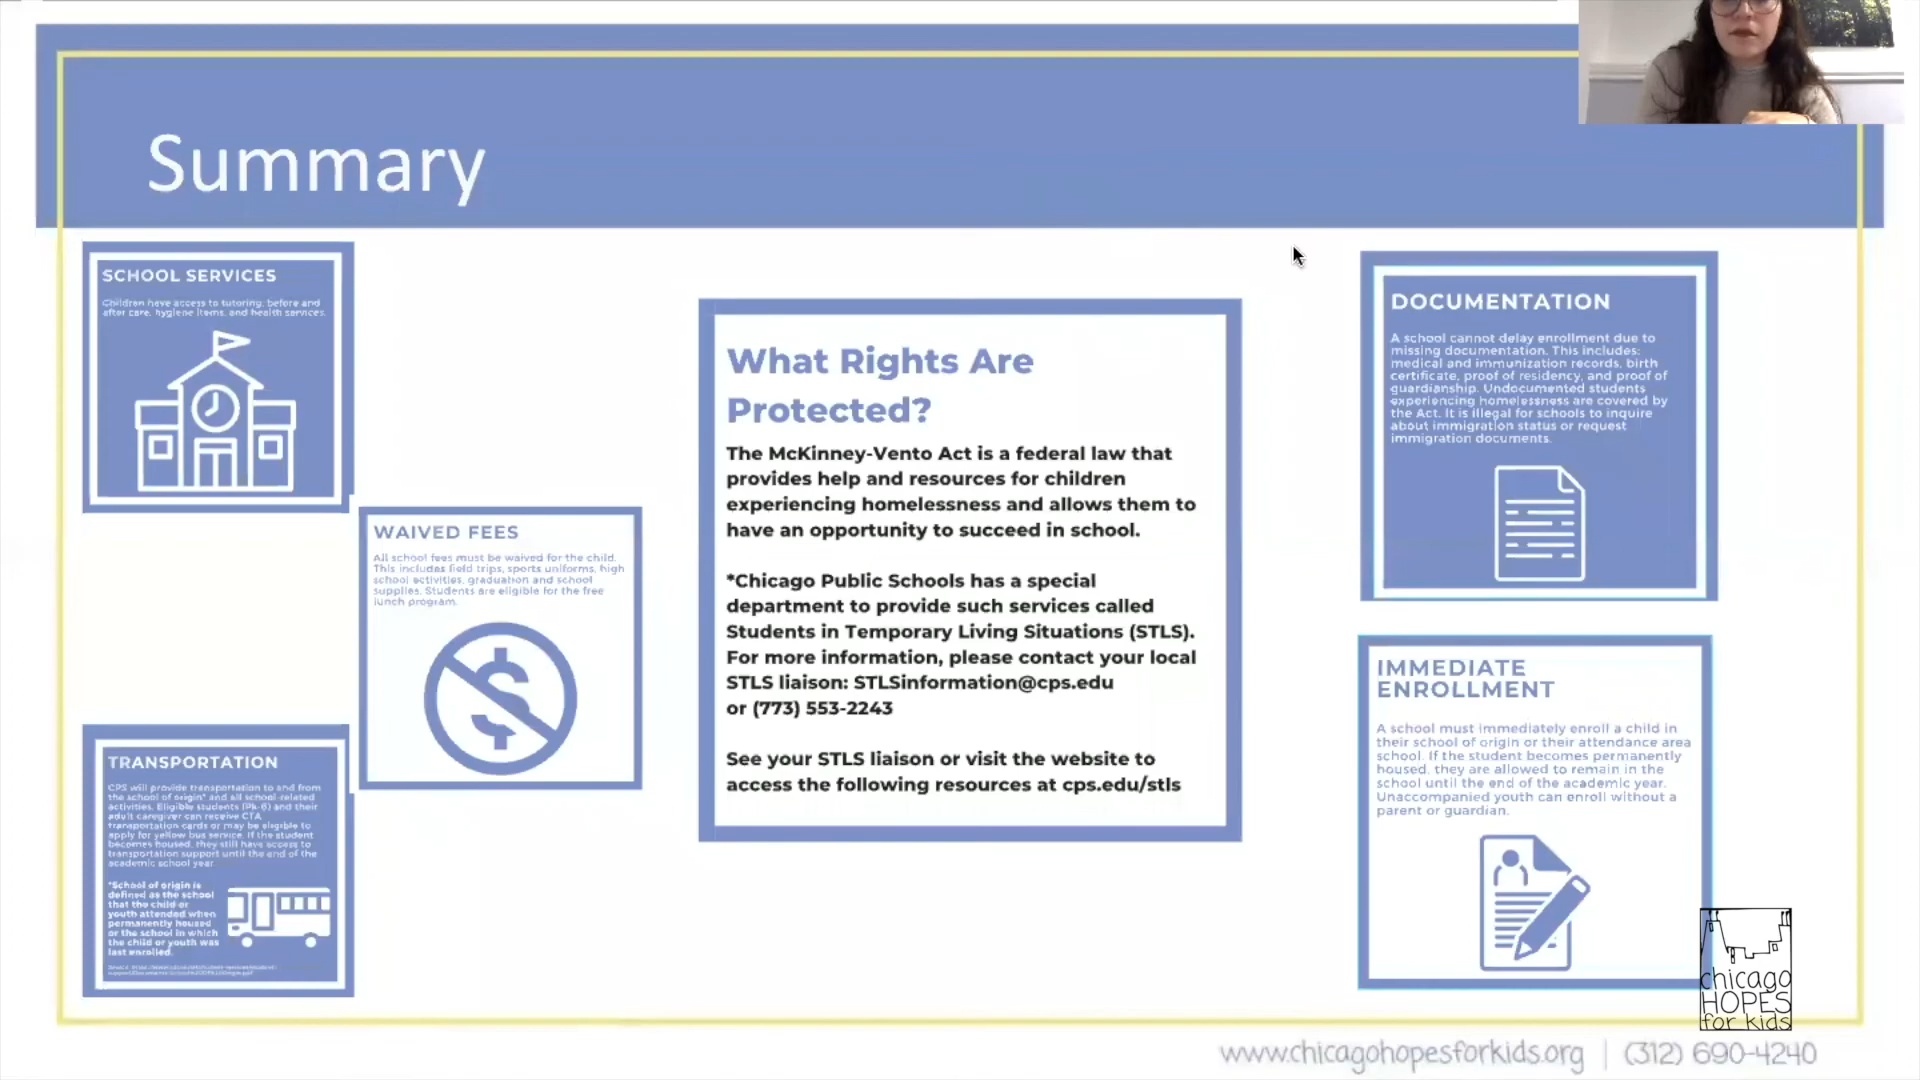 Summary
SCHOOL SERVICES
Children have access to tutoring, before and
after care, hygiene items, and health services.
WAIVED FEES
All school fees must be waived for the child.
This includes field trips, sports uniforms, high
school activities, graduation and school
supplies. Students are eligible for the free
lunch program.
TRANSPORTATION
CPS will provide transportation to and from
the school of origin* and all school-related
activities. Eligible students (Pk-6) and their
adult caregiver can receive CTA
transportation cards or may be eligible to
apply for yellow bus service. If the student
becomes housed, they still have access to
transportation support until the end of the
academic school year
*School of origin is
defined as the school
that the child or
youth attended when
permanently housed
or the school in which
the child or youth was
last enrolled.
What Rights Are
Protected?
The McKinney-Vento Act is a federal law that
provides help and resources for children
experiencing homelessness and allows them to
have an opportunity to succeed in school.
*Chicago Public Schools has a special
department to provide such services called
Students in Temporary Living Situations (STLS).
For more information, please contact your local
STLS liaison: STLSinformation@cps.edu
or (773) 553-2243
See your STLS liaison or visit the website to
access the following resources at cps.edu/stls
DOCUMENTATION
A school cannot delay enrollment due to
missing documentation. This includes:
medical and immunization records, birth
certificate, proof of residency, and proof of
guardianship. Undocumented students
experiencing homelessness are covered by
the Act. It is illegal for schools to inquire
about immigration status or request
immigration documents.
IMMEDIATE
ENROLLMENT
A school must immediately enroll a child in
their school of origin or their attendance area
school. If the student becomes permanently
housed, they are allowed to remain in the
school until the end of the academic year.
Unaccompanied youth can enroll without a
parent or guardian.
chicago
HOPES
for kids
www.chicagohopesforkids.org | (312) 690-4240